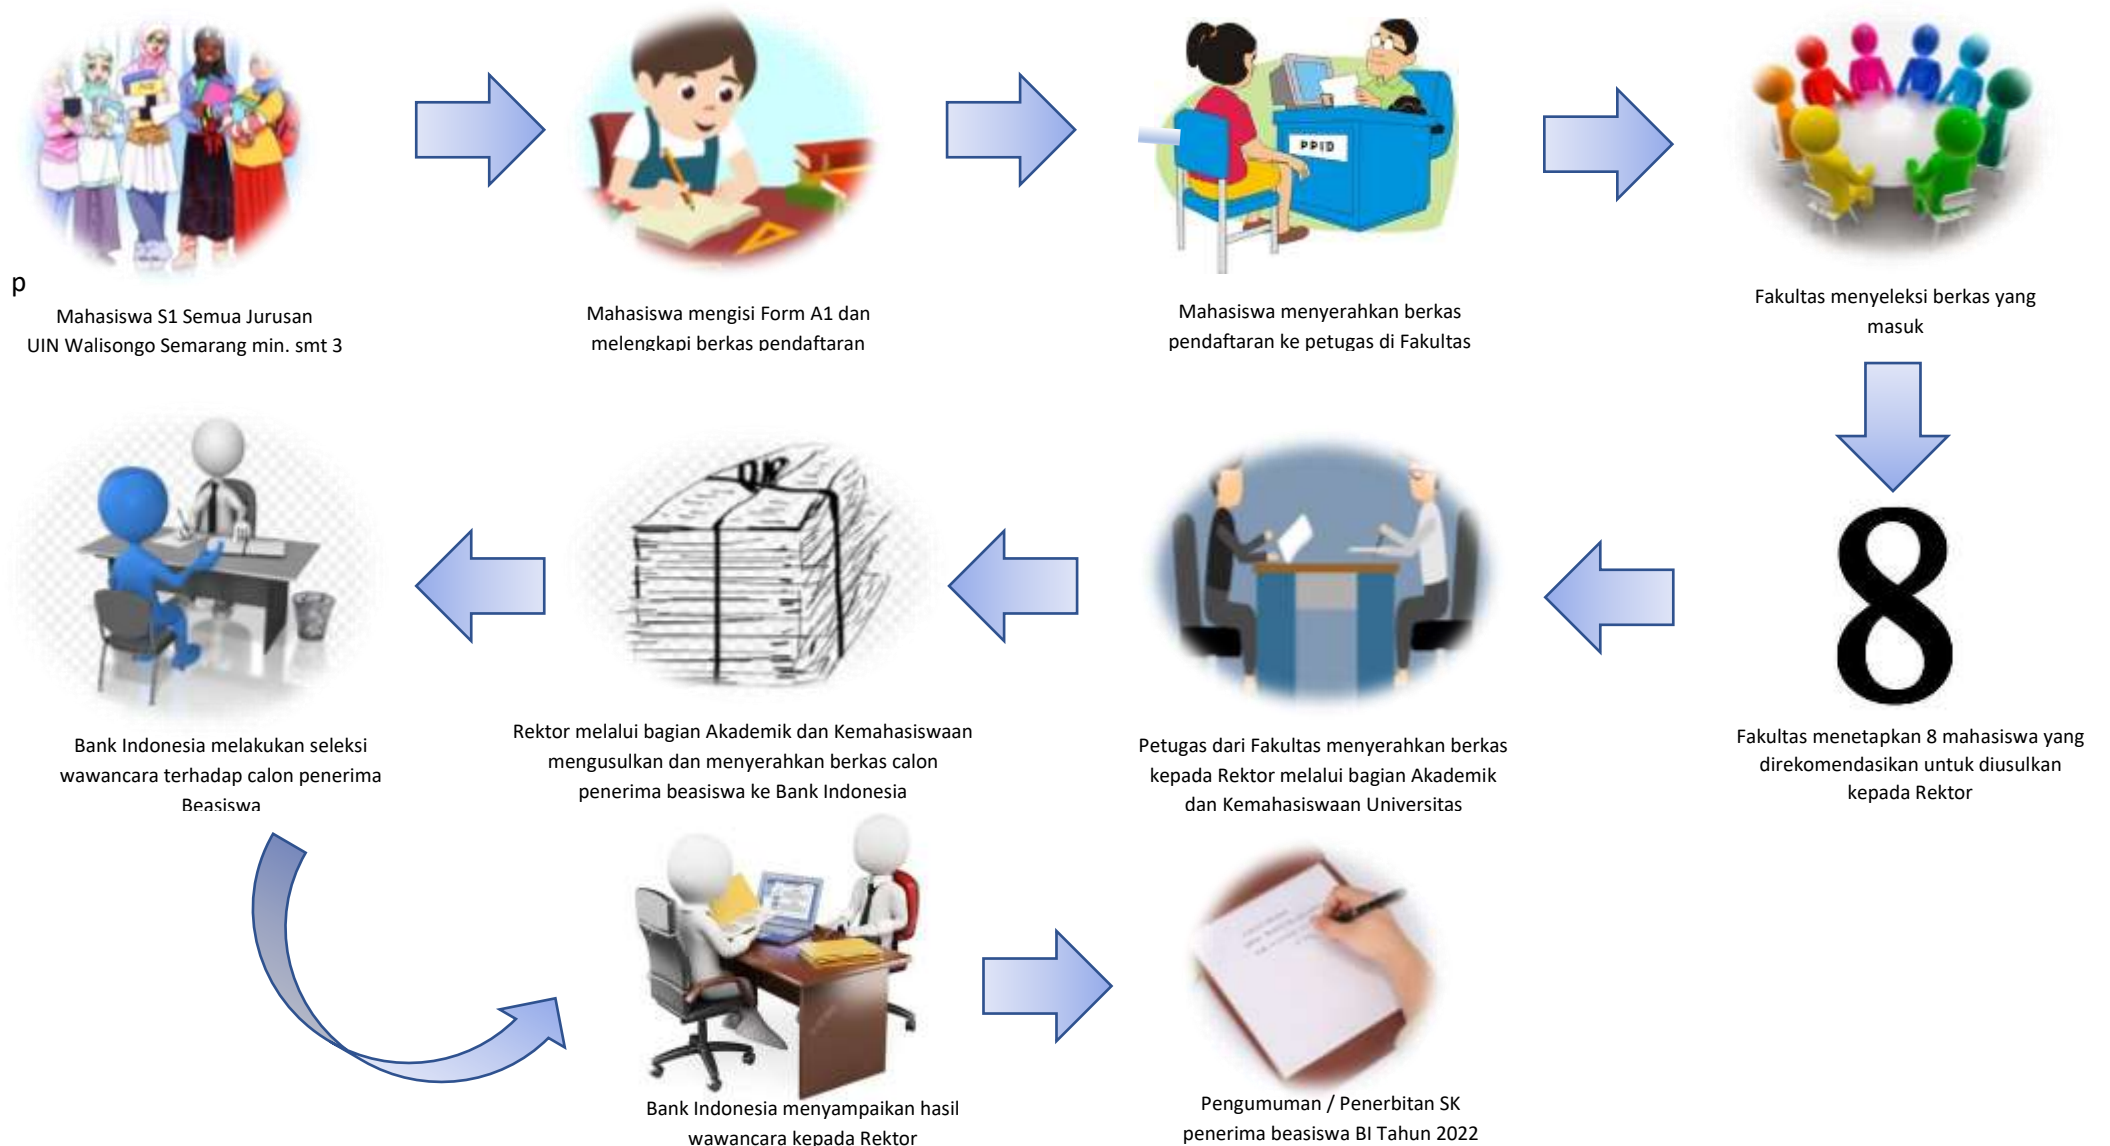 PPID
p
Mahasiswa S1 Semua Jurusan
UIN Walisongo Semarang min. smt 3
Mahasiswa mengisi Form A1 dan
melengkapi berkas pendaftaran
Mahasiswa menyerahkan berkas
pendaftaran ke petugas di Fakultas
Fakultas menyeleksi berkas yang
masuk
8
Bank Indonesia melakukan seleksi
wawancara terhadap calon penerima
Beasiswa
Rektor melalui bagian Akademik dan Kemahasiswaan
mengusulkan dan menyerahkan berkas calon
penerima beasiswa ke Bank Indonesia
Petugas dari Fakultas menyerahkan berkas
kepada Rektor melalui bagian Akademik
dan Kemahasiswaan Universitas
Fakultas menetapkan 8 mahasiswa yang
direkomendasikan untuk diusulkan
kepada Rektor
Bank Indonesia menyampaikan hasil
wawancara kepada Rektor
Pengumuman / Penerbitan SK
penerima beasiswa BI Tahun 2022